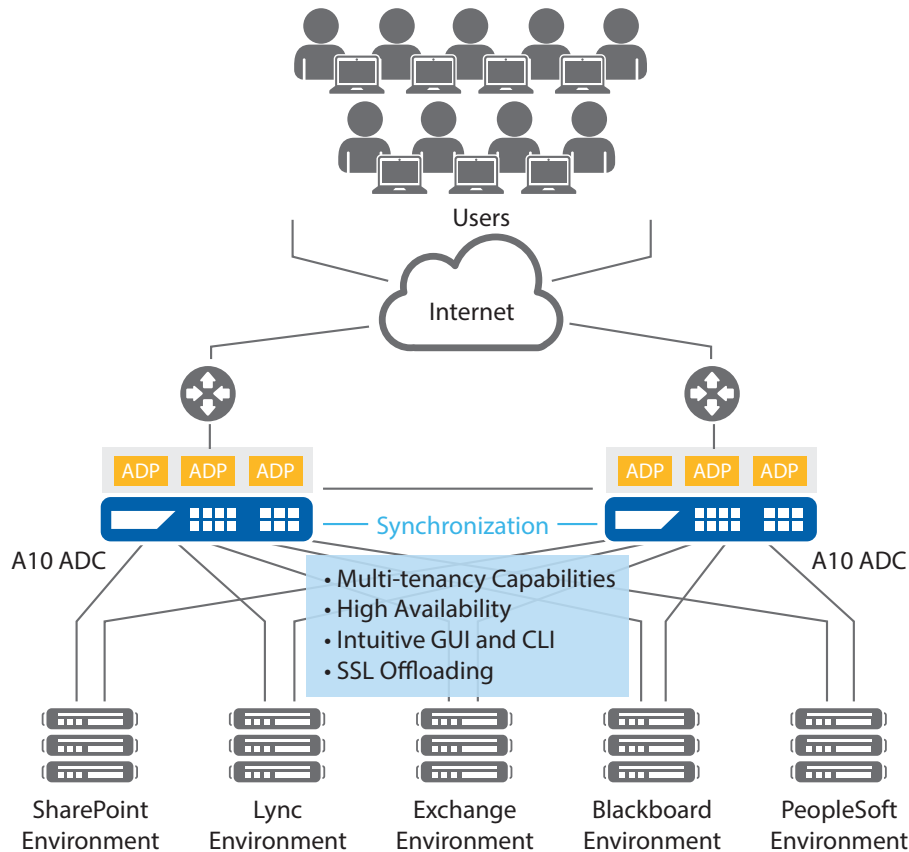 Users
Internet
ADP ADP ADP
ADP ADP ADP
Synchronization
A10 ADC
A10 ADC
• Multi-tenancy Capabilities
• High Availability
• Intuitive GUI and CLI
• SSL Offloading
SharePoint
Environment
Lync
Environment
Exchange
Environment
Blackboard
Environment
PeopleSoft
Environment